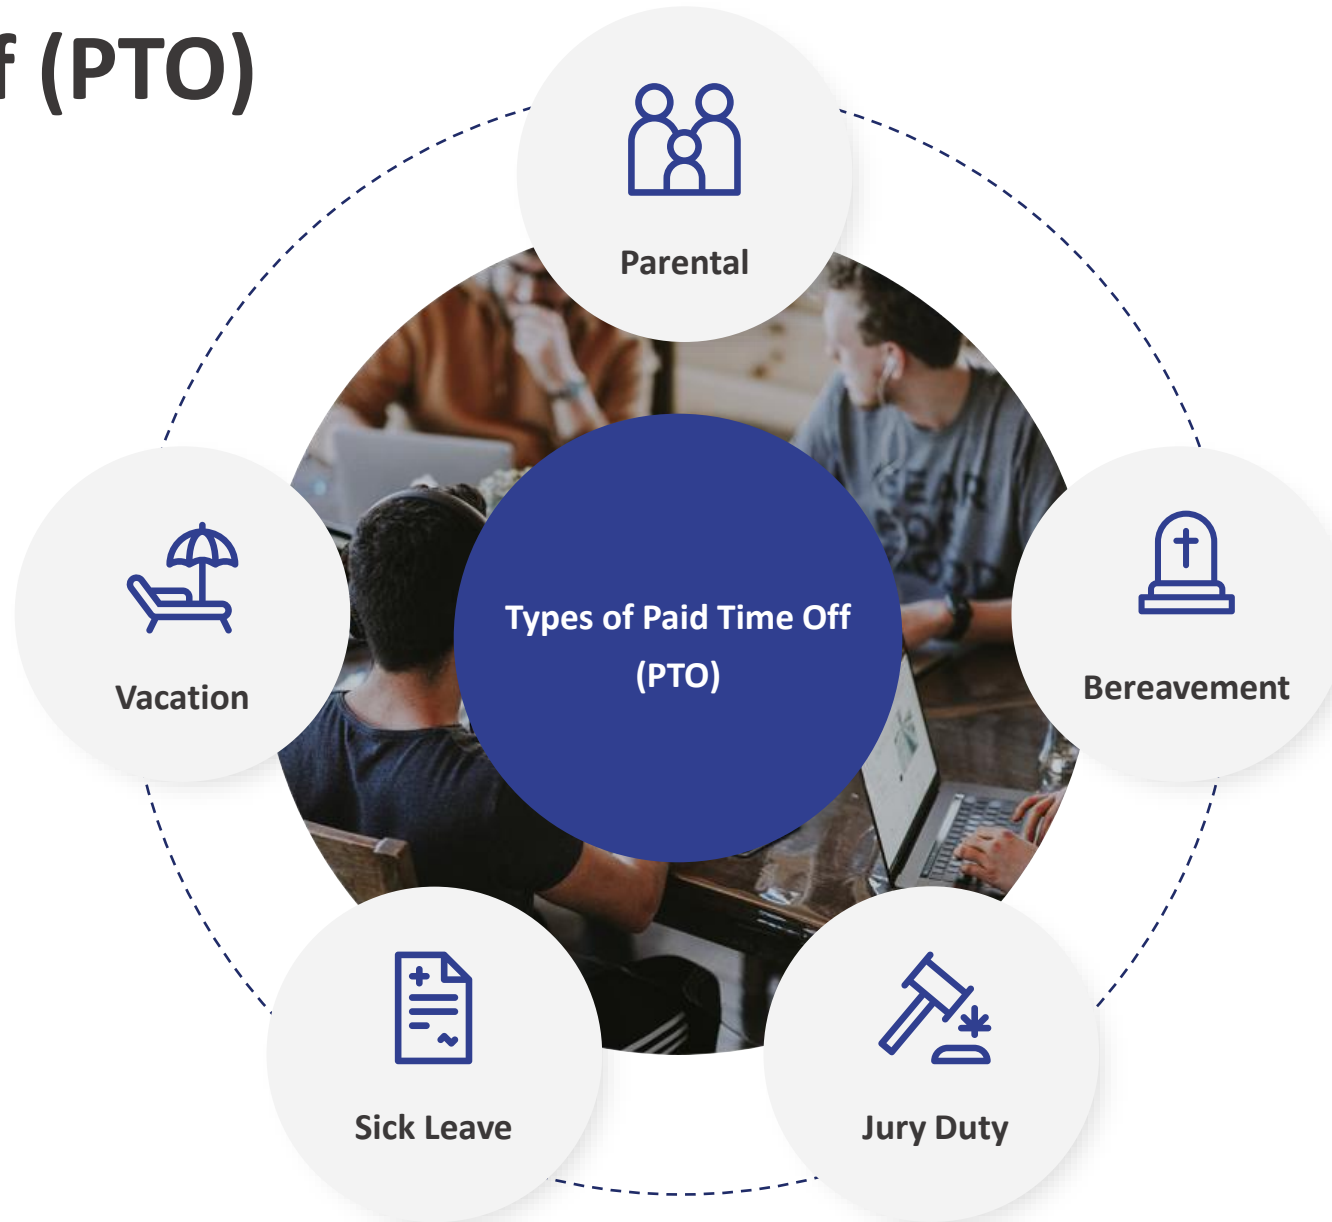 f (PTO)
Parental
Types of Paid Time Off
(PTO)
Vacation
Bereavement
Sick Leave
Jury Duty